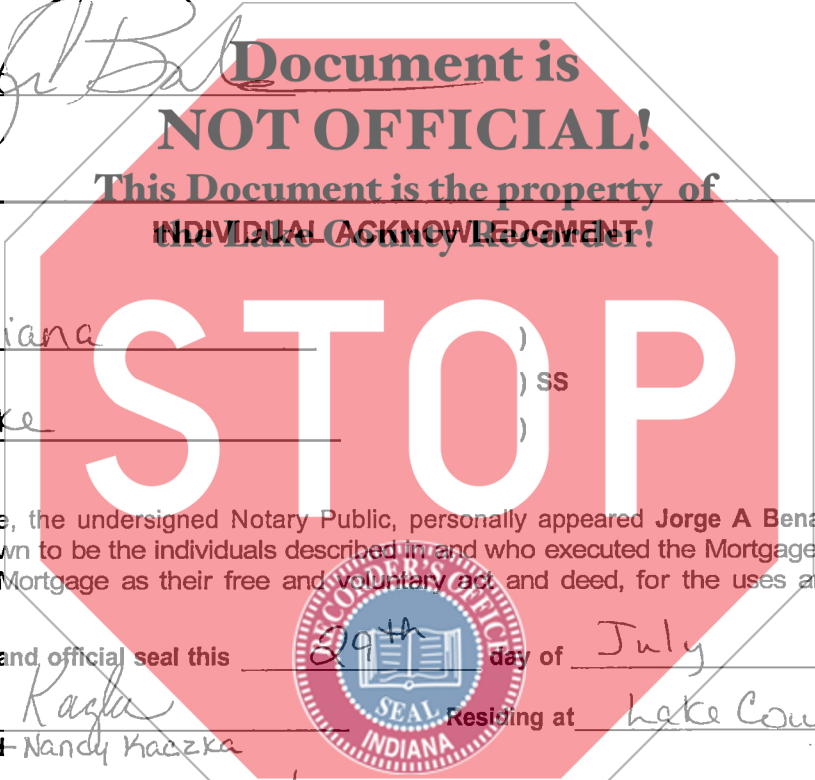 Document is
NOT OFFICIAL!
This Document is the property of
the Lake County Recorder!
INDIVIDUAL ACKNOWLEDGMENT
STOP
iana )
) SS
ke )
e, the undersigned Notary Public, personally appeared Jorge A Bena
wn to be the individuals described in and who executed the Mortgage
Mortgage as their free and voluntary act and deed, for the uses a
and official seal this 29th day of July
RECORDER'S OFFICE
SEAL
INDIANA
Residing at Lake Cou
Nancy Kaczka